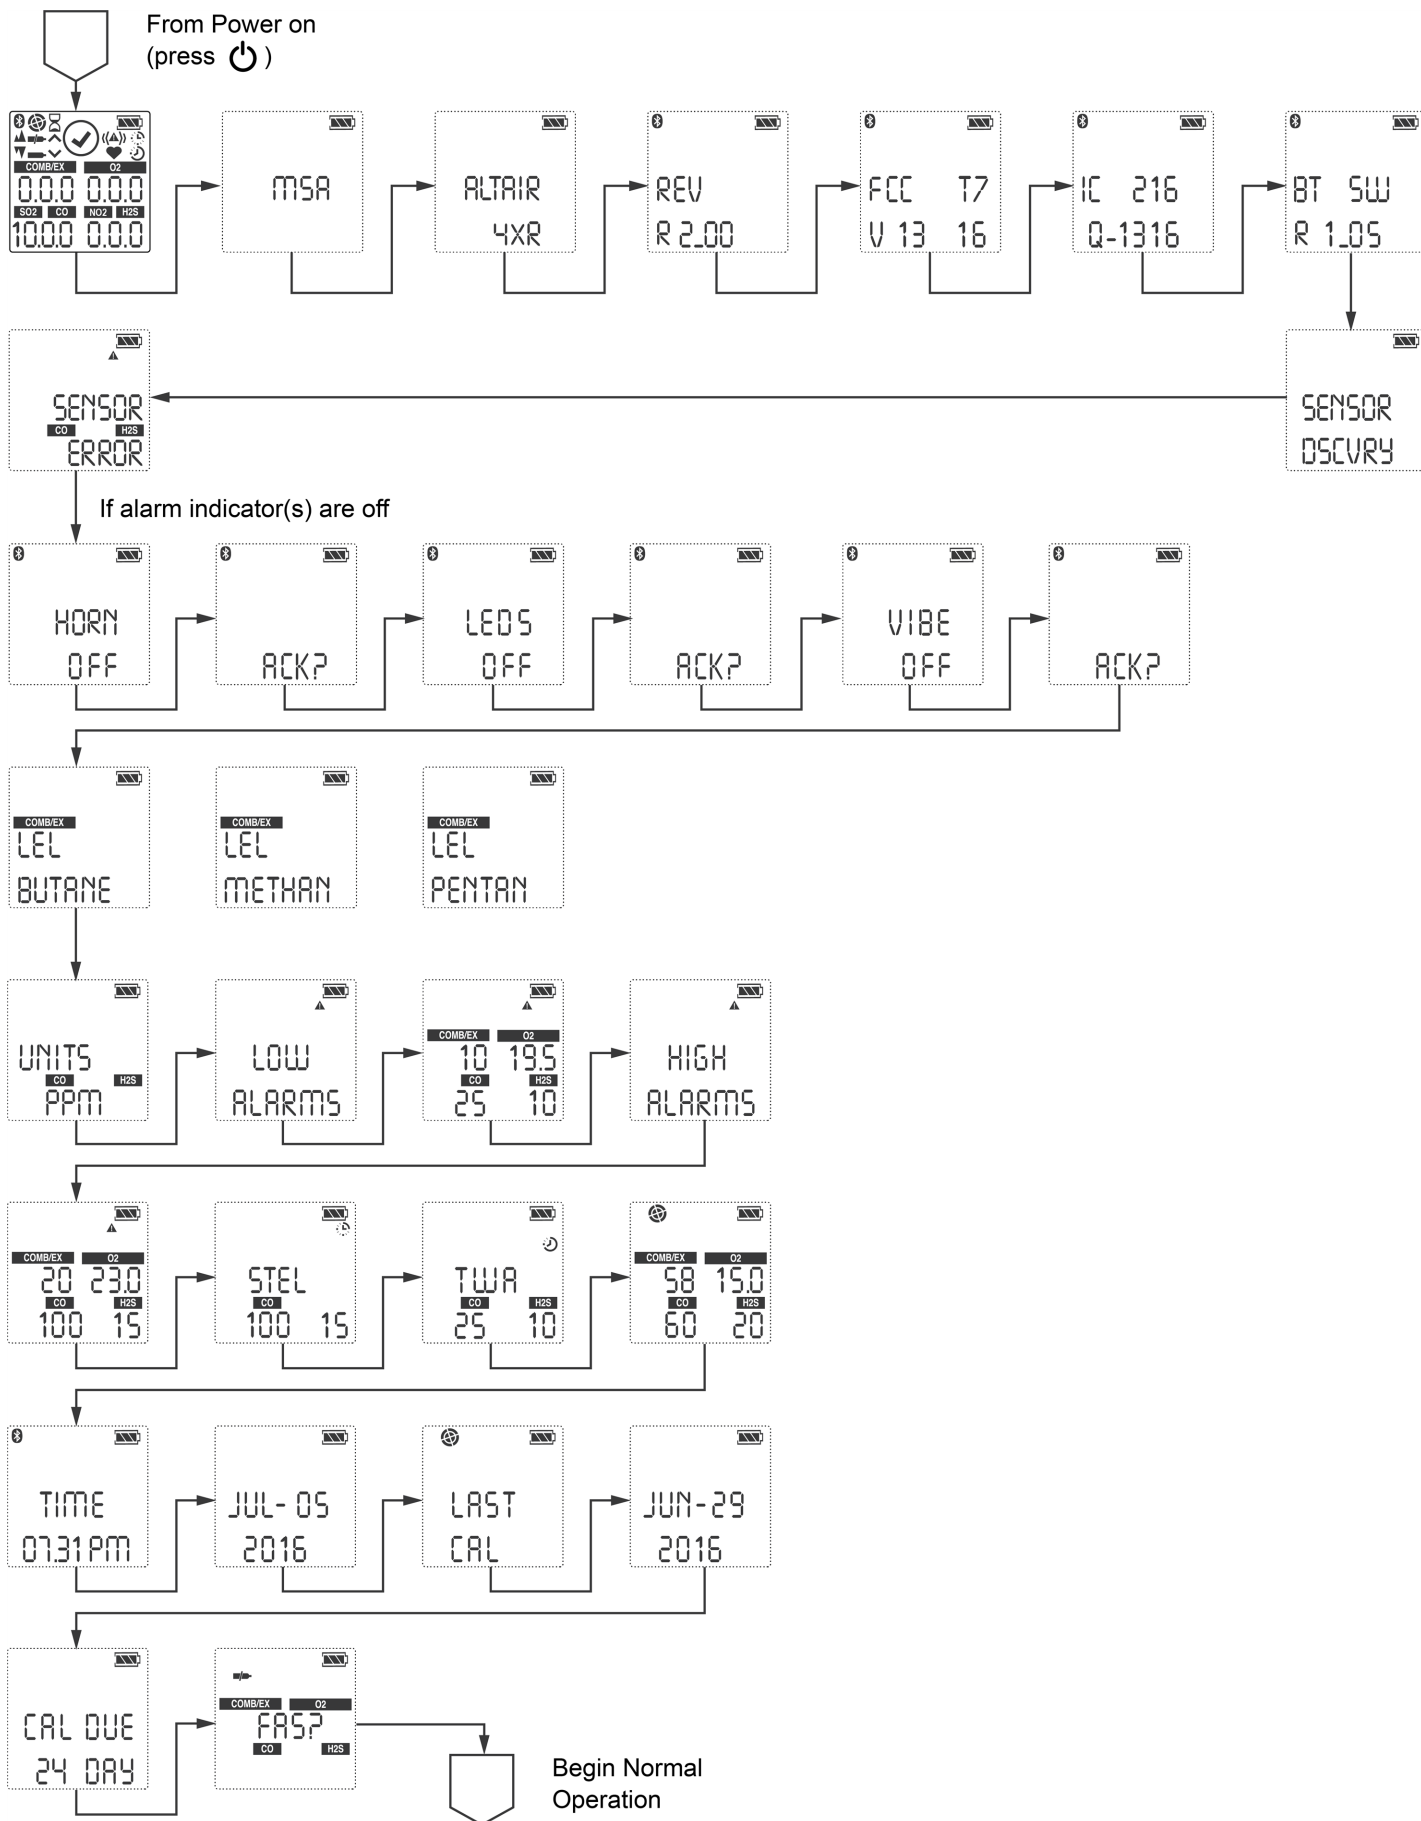 From Power on
(press )
COMB/EX O2
0.0.0 0.0.0
SO2 CO NO2 H2S
10.0.0 0.0.0
MSA
ALTAIR
4XR
REV
R 2_00
FCC T7
V 13 16
IC 216
Q-1316
BT SW
R 1_05
SENSOR
DSCVRY
SENSOR
CO H2S
ERROR
If alarm indicator(s) are off
HORN
OFF
ACK?
LEDS
OFF
ACK?
VIBE
OFF
ACK?
COMB/EX
LEL
BUTANE
COMB/EX
LEL
METHAN
COMB/EX
LEL
PENTAN
UNITS
CO H2S
PPM
LOW
ALARMS
COMB/EX O2
10 19.5
CO H2S
25 10
HIGH
ALARMS
COMB/EX O2
20 23.0
CO H2S
100 15
STEL
CO
100 15
TWA
CO H2S
25 10
COMB/EX O2
58 15.0
CO H2S
60 20
TIME
07.31 PM
JUL-05
2016
LAST
CAL
JUN-29
2016
CAL DUE
24 DAY
COMB/EX O2
FAS?
CO H2S
Begin Normal
Operation